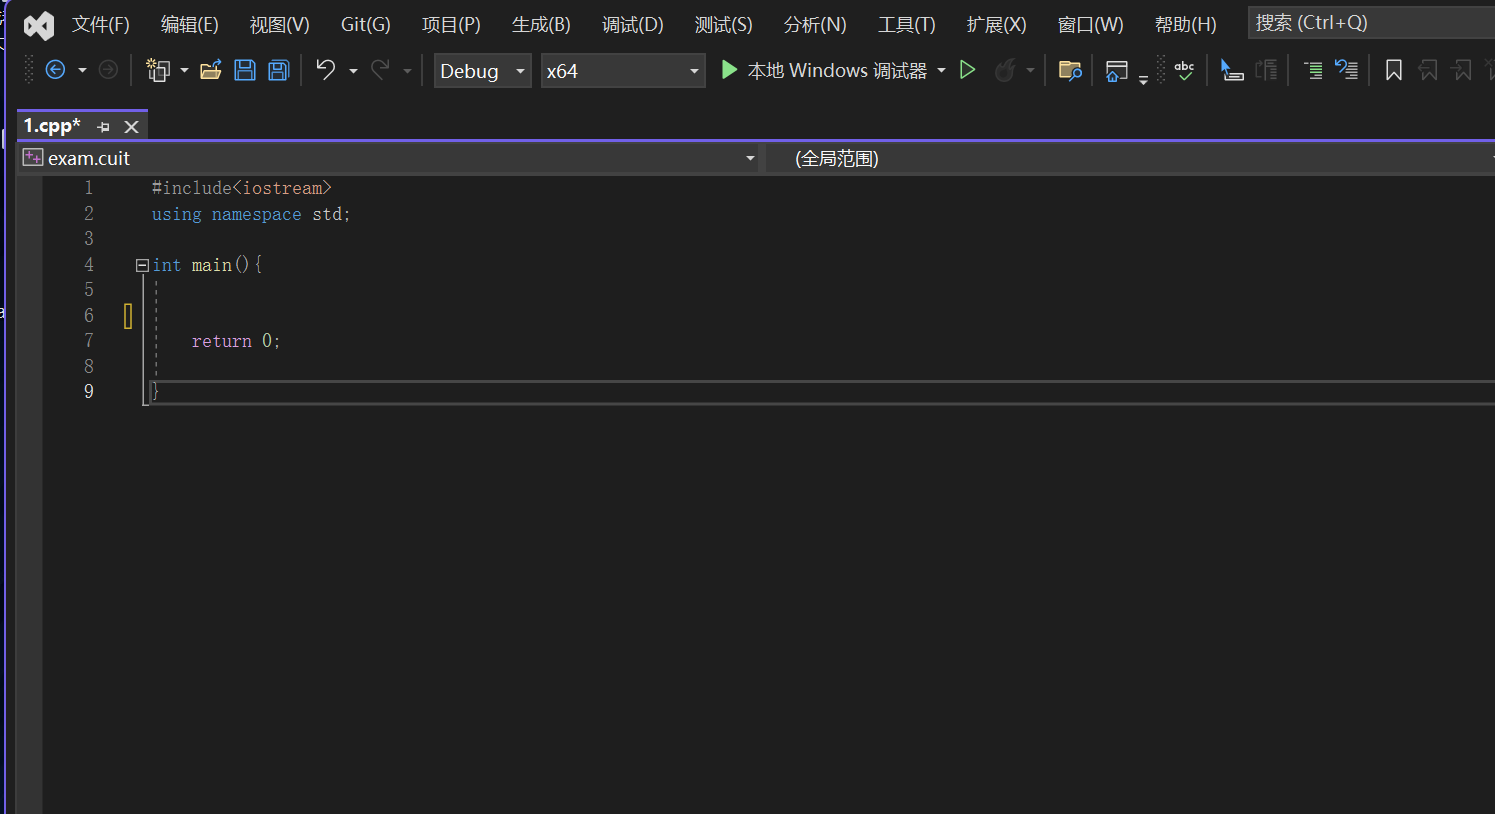 文件(F) 编辑(E) 视图(V) Git(G) 项目(P) 生成(B) 调试(D) 测试(S) 分析(N) 工具(T) 扩展(X) 窗口(W) 帮助(H) 搜索 (Ctrl+Q)
Debug x64 本地 Windows 调试器 abc
1.cpp*
exam.cuit (全局范围)
1 #include<iostream>
2 using namespace std;
3
4 int main(){
5
6
7 return 0;
8
9 }